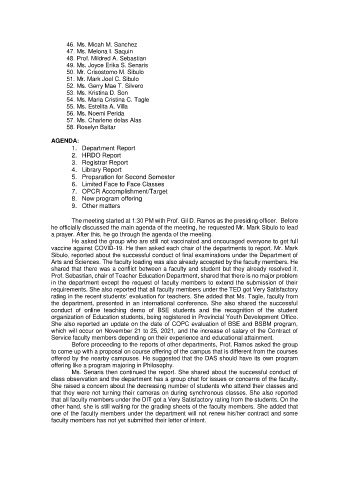 46. Ms. Micah M. Sanchez
47. Ms. Melona I. Saquin
48. Prof. Mildred A. Sebastian
49. Ms. Joyce Erika S. Senaris
50. Mr. Crisostomo M. Sibulo
51. Mr. Mark Joel C. Sibulo
52. Ms. Gerry Mae T. Silvero
53. Ms. Kristina D. Son
54. Ms. Maria Cristina C. Tagle
55. Ms. Estelita A. Villa
56. Ms. Noemi Perida
57. Ms. Charlene dolas Alas
58. Roselyn Baltar
AGENDA:
1. Department Report
2. HRDO Report
3. Registrar Report
4. Library Report
5. Preparation for Second Semester
6. Limited Face to Face Classes
7. OPCR Accomplishment/Target
8. New program offering
9. Other matters
The meeting started at 1:30 PM with Prof. Gil D. Ramos as the presiding officer. Before
he officially discussed the main agenda of the meeting, he requested Mr. Mark Sibulo to lead
a prayer. After this, he go through the agenda of the meeting.
He asked the group who are still not vaccinated and encouraged everyone to get full
vaccine against COVID-19. He then asked each chair of the departments to report. Mr. Mark
Sibulo, reported about the successful conduct of final examinations under the Department of
Arts and Sciences. The faculty loading was also already accepted by the faculty members. He
shared that there was a conflict between a faculty and student but they already resolved it.
Prof. Sebastian, chair of Teacher Education Department, shared that there is no major problem
in the department except the request of faculty members to extend the submission of their
requirements. She also reported that all faculty members under the TED got Very Satisfactory
rating in the recent students' evaluation for teachers. She added that Ms. Tagle, faculty from
the department, presented in an international conference. She also shared the successful
conduct of online teaching demo of BSE students and the recognition of the student
organization of Education students, being registered in Provincial Youth Development Office.
She also reported an update on the date of COPC evaluation of BSE and BSBM program,
which will occur on November 21 to 25, 2021, and the increase of salary of the Contract of
Service faculty members depending on their experience and educational attainment.
Before proceeding to the reports of other departments, Prof. Ramos asked the group
to come up with a proposal on course offering of the campus that is different from the courses
offered by the nearby campuses. He suggested that the DAS should have its own program
offering like a program majoring in Philosophy.
Ms. Senaris then continued the report. She shared about the successful conduct of
class observation and the department has a group chat for issues or concerns of the faculty.
She raised a concern about the decreasing number of students who attend their classes and
that they were not turning their cameras on during synchronous classes. She also reported
that all faculty members under the DIT got a Very Satisfactory rating from the students. On the
other hand, she is still waiting for the grading sheets of the faculty members. She added that
one of the faculty members under the department will not renew his/her contract and some
faculty members has not yet submitted their letter of intent.